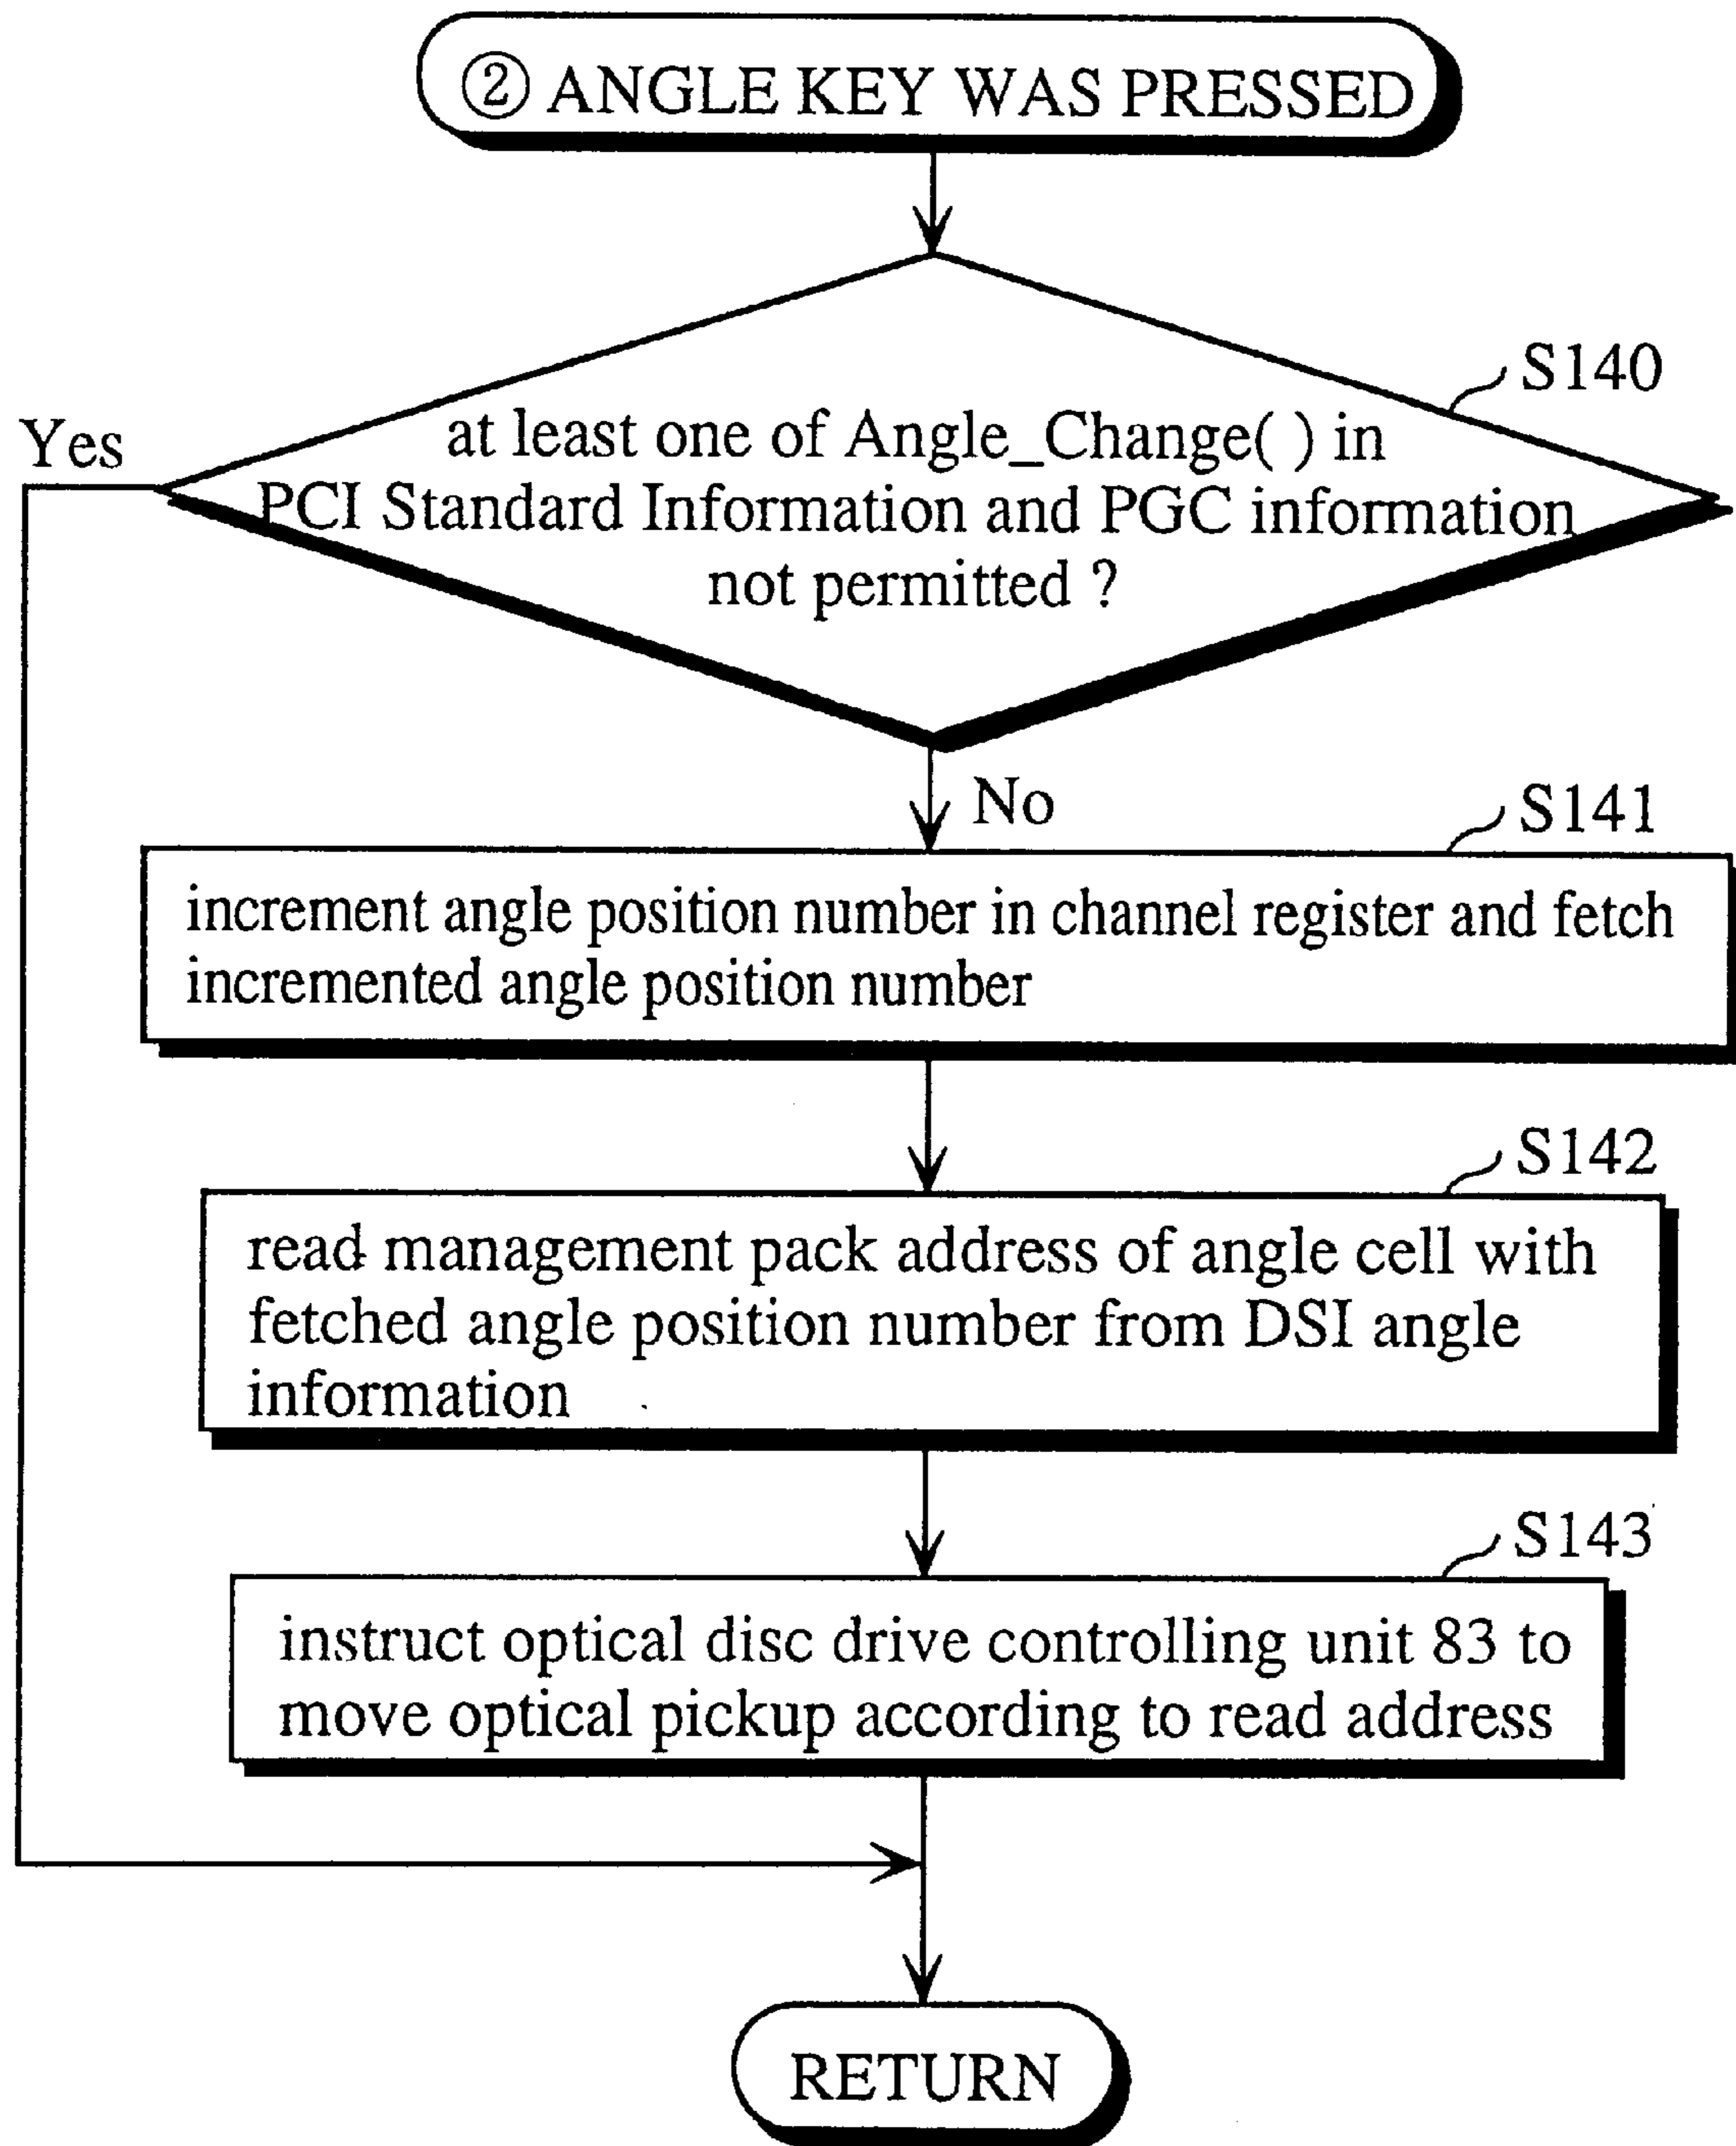 ② ANGLE KEY WAS PRESSED
S140
Yes
at least one of Angle_Change( ) in
PCI Standard Information and PGC information
not permitted ?
No
S141
increment angle position number in channel register and fetch
incremented angle position number
S142
read management pack address of angle cell with
fetched angle position number from DSI angle
information
S143
instruct optical disc drive controlling unit 83 to
move optical pickup according to read address
RETURN